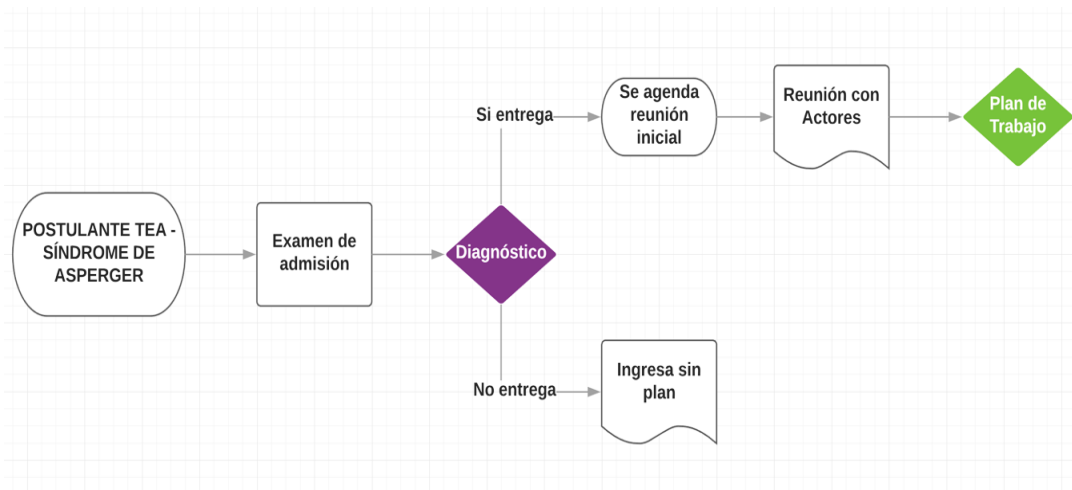 POSTULANTE TEA -
SÍNDROME DE
ASPERGER
Examen de
admisión
Diagnóstico
Si entrega
Se agenda
reunión
inicial
Reunión con
Actores
Plan de
Trabajo
No entrega
Ingresa sin
plan